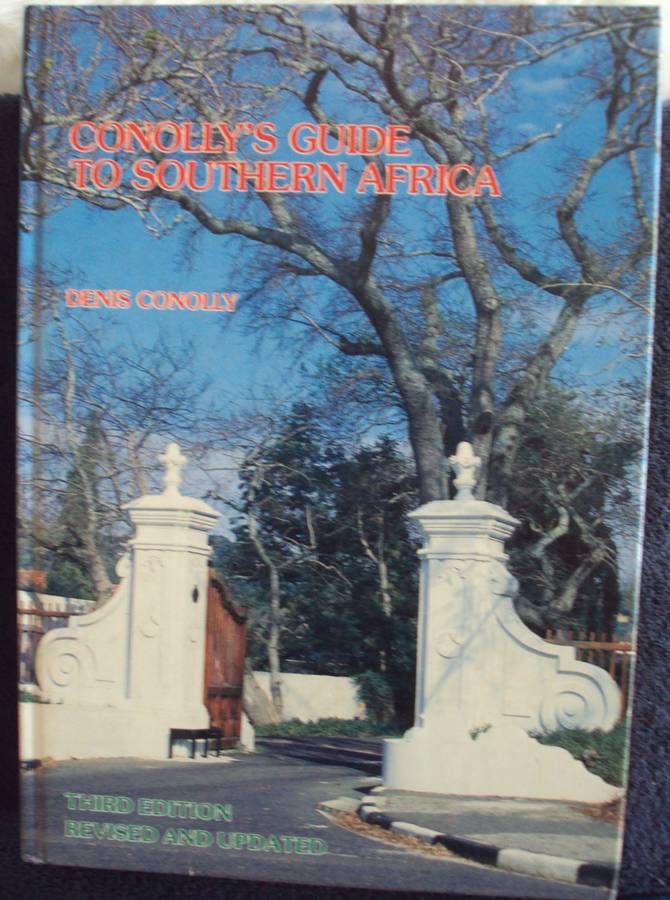 CONOLLY'S GUIDE
TO SOUTHERN AFRICA
DENIS CONOLLY
THIRD EDITION
REVISED AND UPDATED